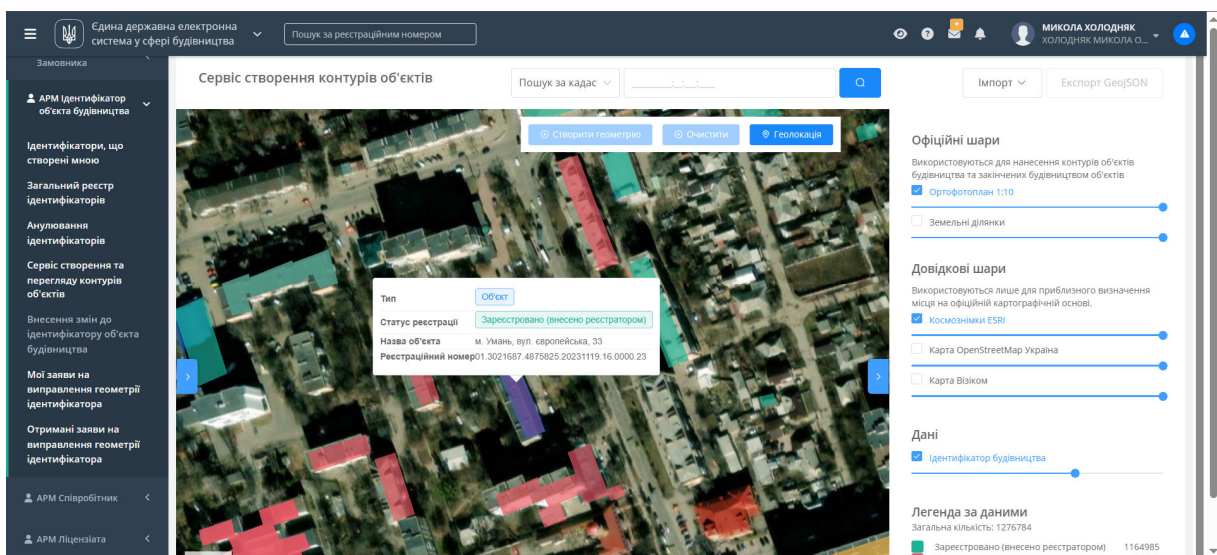 Єдина державна електронна
система у сфері будівництва
Пошук за реєстраційним номером
МИКОЛА ХОЛОДНЯК
ХОЛОДНЯК МИКОЛА О...
Замовника
АРМ Ідентифікатор
об'єкта будівництва
Ідентифікатори, що
створені мною
Загальний реєстр
ідентифікаторів
Анулювання
ідентифікаторів
Сервіс створення та
перегляду контурів
об'єктів
Внесення змін до
ідентифікатору об'єкта
будівництва
Мої заяви на
виправлення геометрії
ідентифікатора
Отримані заяви на
виправлення геометрії
ідентифікатора
АРМ Співробітник
АРМ Ліцензіата
Сервіс створення контурів об'єктів
Пошук за кадас
_:_:_:_
Імпорт
Експорт GeoJSON
Створити геометрію
Очистити
Геолокація
Тип Об'єкт
Статус реєстрації Зареєстровано (внесено реєстратором)
Назва об'єкта м. Умань, вул. європейська, 33
Реєстраційний номер 01.3021687.4875825.20231119.16.0000.23
Офіційні шари
Використовуються для нанесення контурів об'єктів
будівництва та закінчених будівництвом об'єктів
Ортофотоплан 1:10
Земельні ділянки
Довідкові шари
Використовуються лише для приблизного визначення
місця на офіційній картографічній основі.
Космознімки ESRI
Карта OpenStreetMap Україна
Карта Візіком
Дані
Ідентифікатор будівництва
Легенда за даними
Загальна кількість: 1276784
Зареєстровано (внесено реєстратором) 1164985